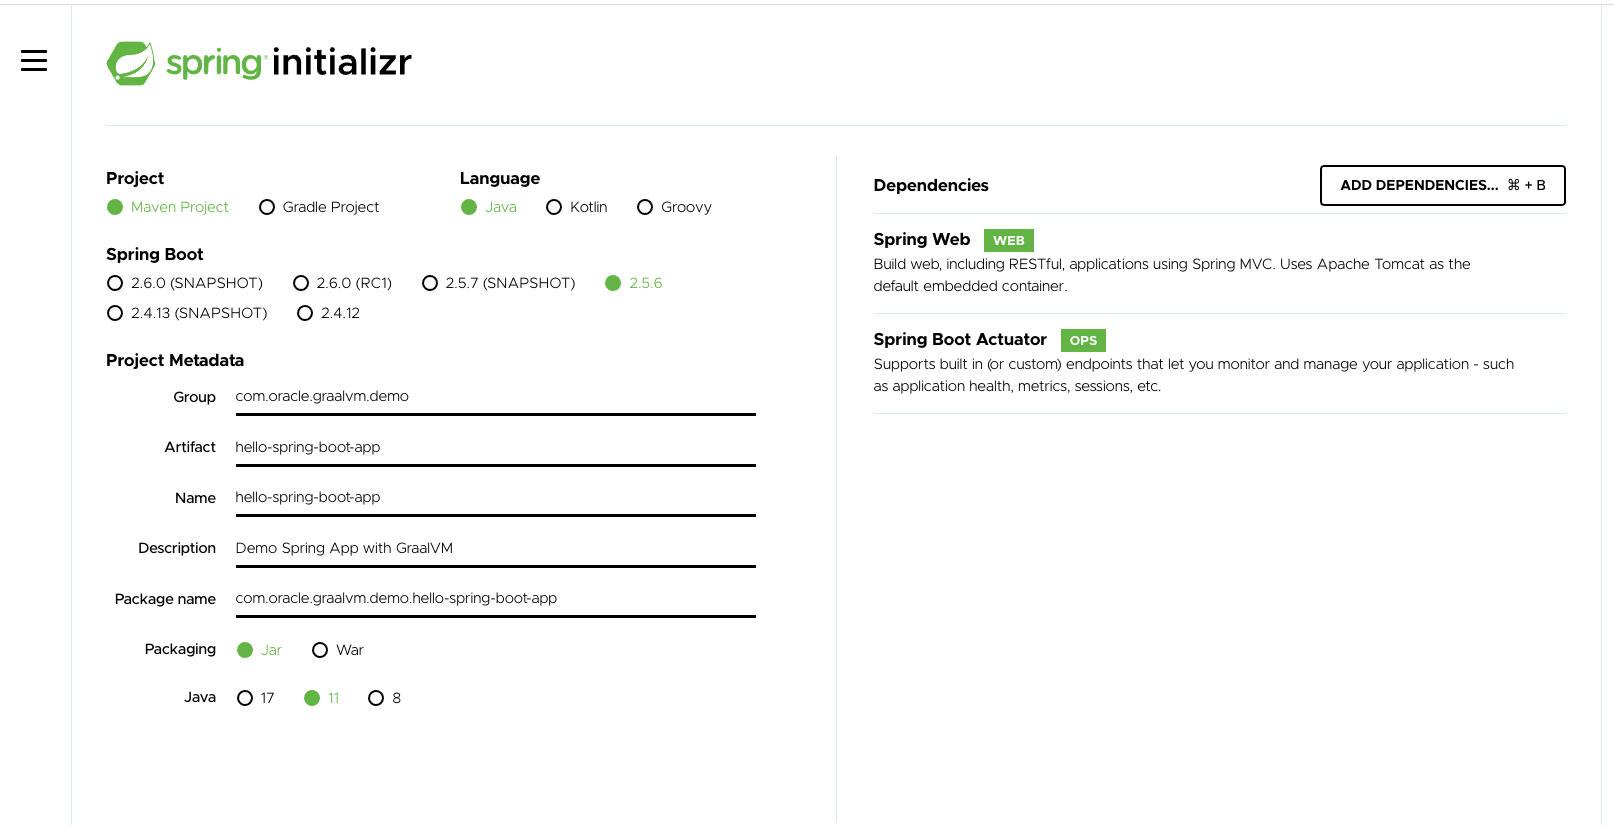 spring initializr
Project
Maven Project Gradle Project
Language
Java Kotlin Groovy
Spring Boot
2.6.0 (SNAPSHOT) 2.6.0 (RC1) 2.5.7 (SNAPSHOT) 2.5.6
2.4.13 (SNAPSHOT) 2.4.12
Project Metadata
Group com.oracle.graalvm.demo
Artifact hello-spring-boot-app
Name hello-spring-boot-app
Description Demo Spring App with GraalVM
Package name com.oracle.graalvm.demo.hello-spring-boot-app
Packaging Jar War
Java 17 11 8
Dependencies
ADD DEPENDENCIES... ⌘ + B
Spring Web WEB
Build web, including RESTful, applications using Spring MVC. Uses Apache Tomcat as the
default embedded container.
Spring Boot Actuator OPS
Supports built in (or custom) endpoints that let you monitor and manage your application - such
as application health, metrics, sessions, etc.